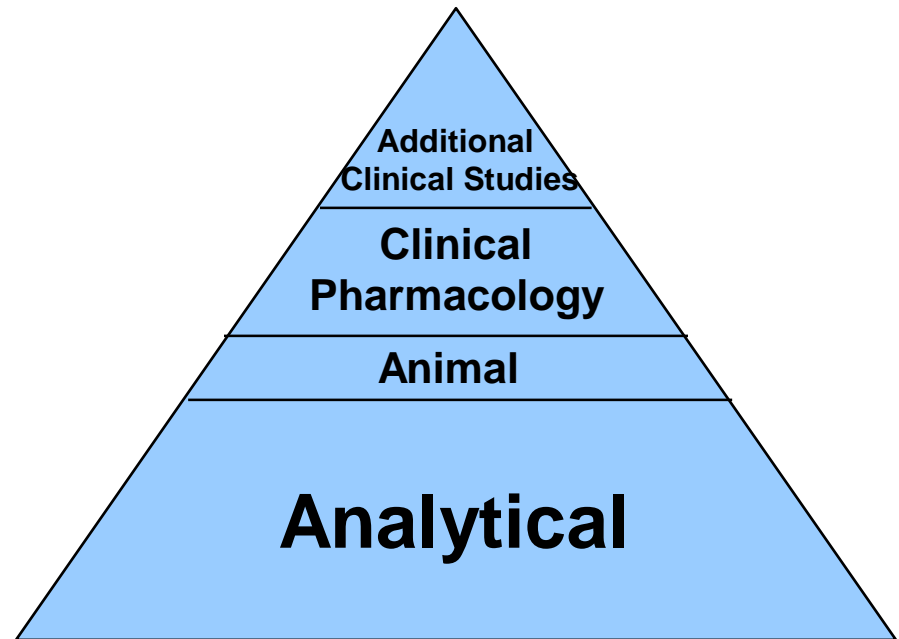 Additional
Clinical Studies
Clinical
Pharmacology
Animal
Analytical